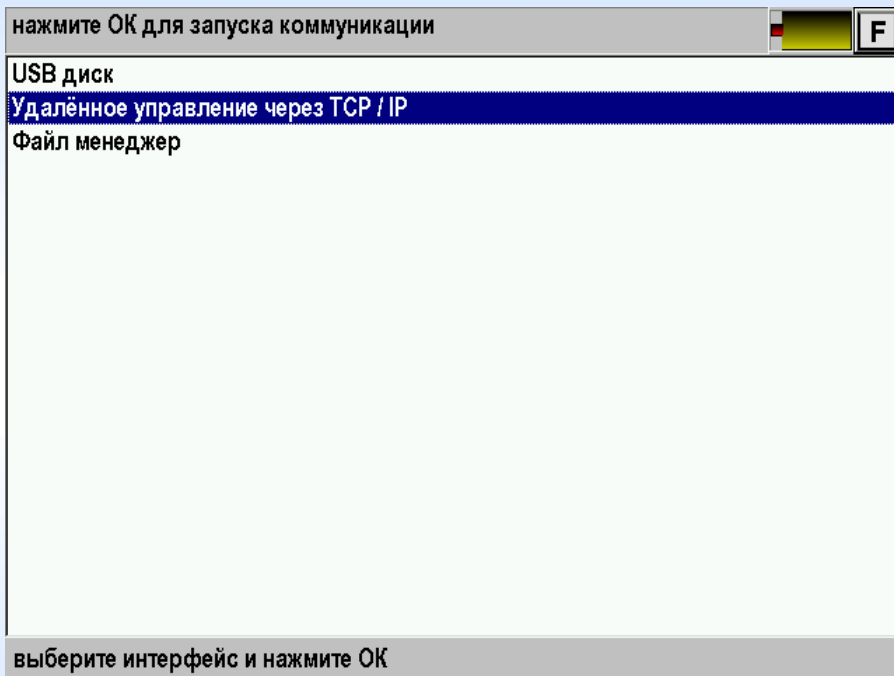 нажмите ОК для запуска коммуникации
F
USB диск
Удалённое управление через TCP / IP
Файл менеджер
выберите интерфейс и нажмите ОК